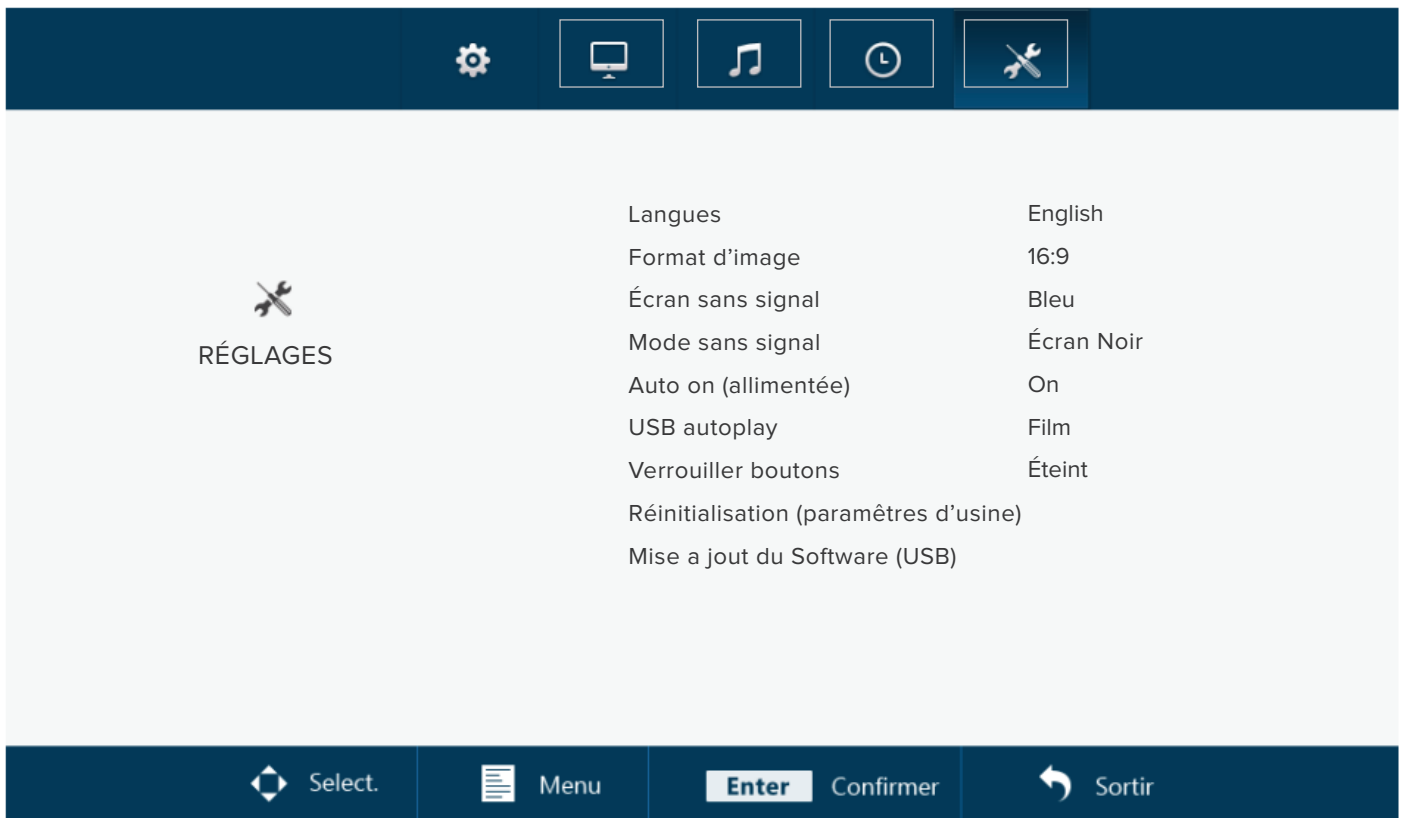 RÉGLAGES
Langues English
Format d’image 16:9
Écran sans signal Bleu
Mode sans signal Écran Noir
Auto on (allimentée) On
USB autoplay Film
Verrouiller boutons Éteint
Réinitialisation (paramêtres d’usine)
Mise a jout du Software (USB)
Select. Menu Enter Confirmer Sortir